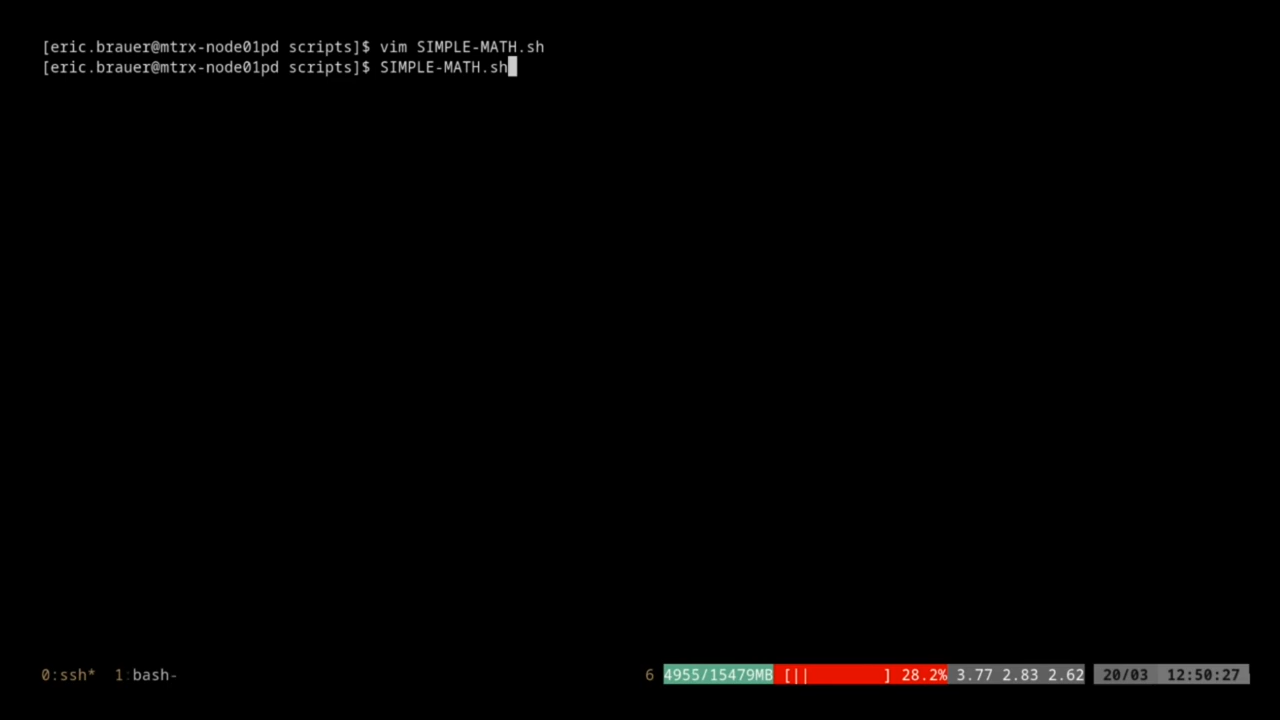 [eric.brauer@mtrx-node01pd scripts]$ vim SIMPLE-MATH.sh
[eric.brauer@mtrx-node01pd scripts]$ SIMPLE-MATH.sh
0:ssh* 1:bash- 6 4955/15479MB [|| ] 28.2% 3.77 2.83 2.62 20/03 12:50:27